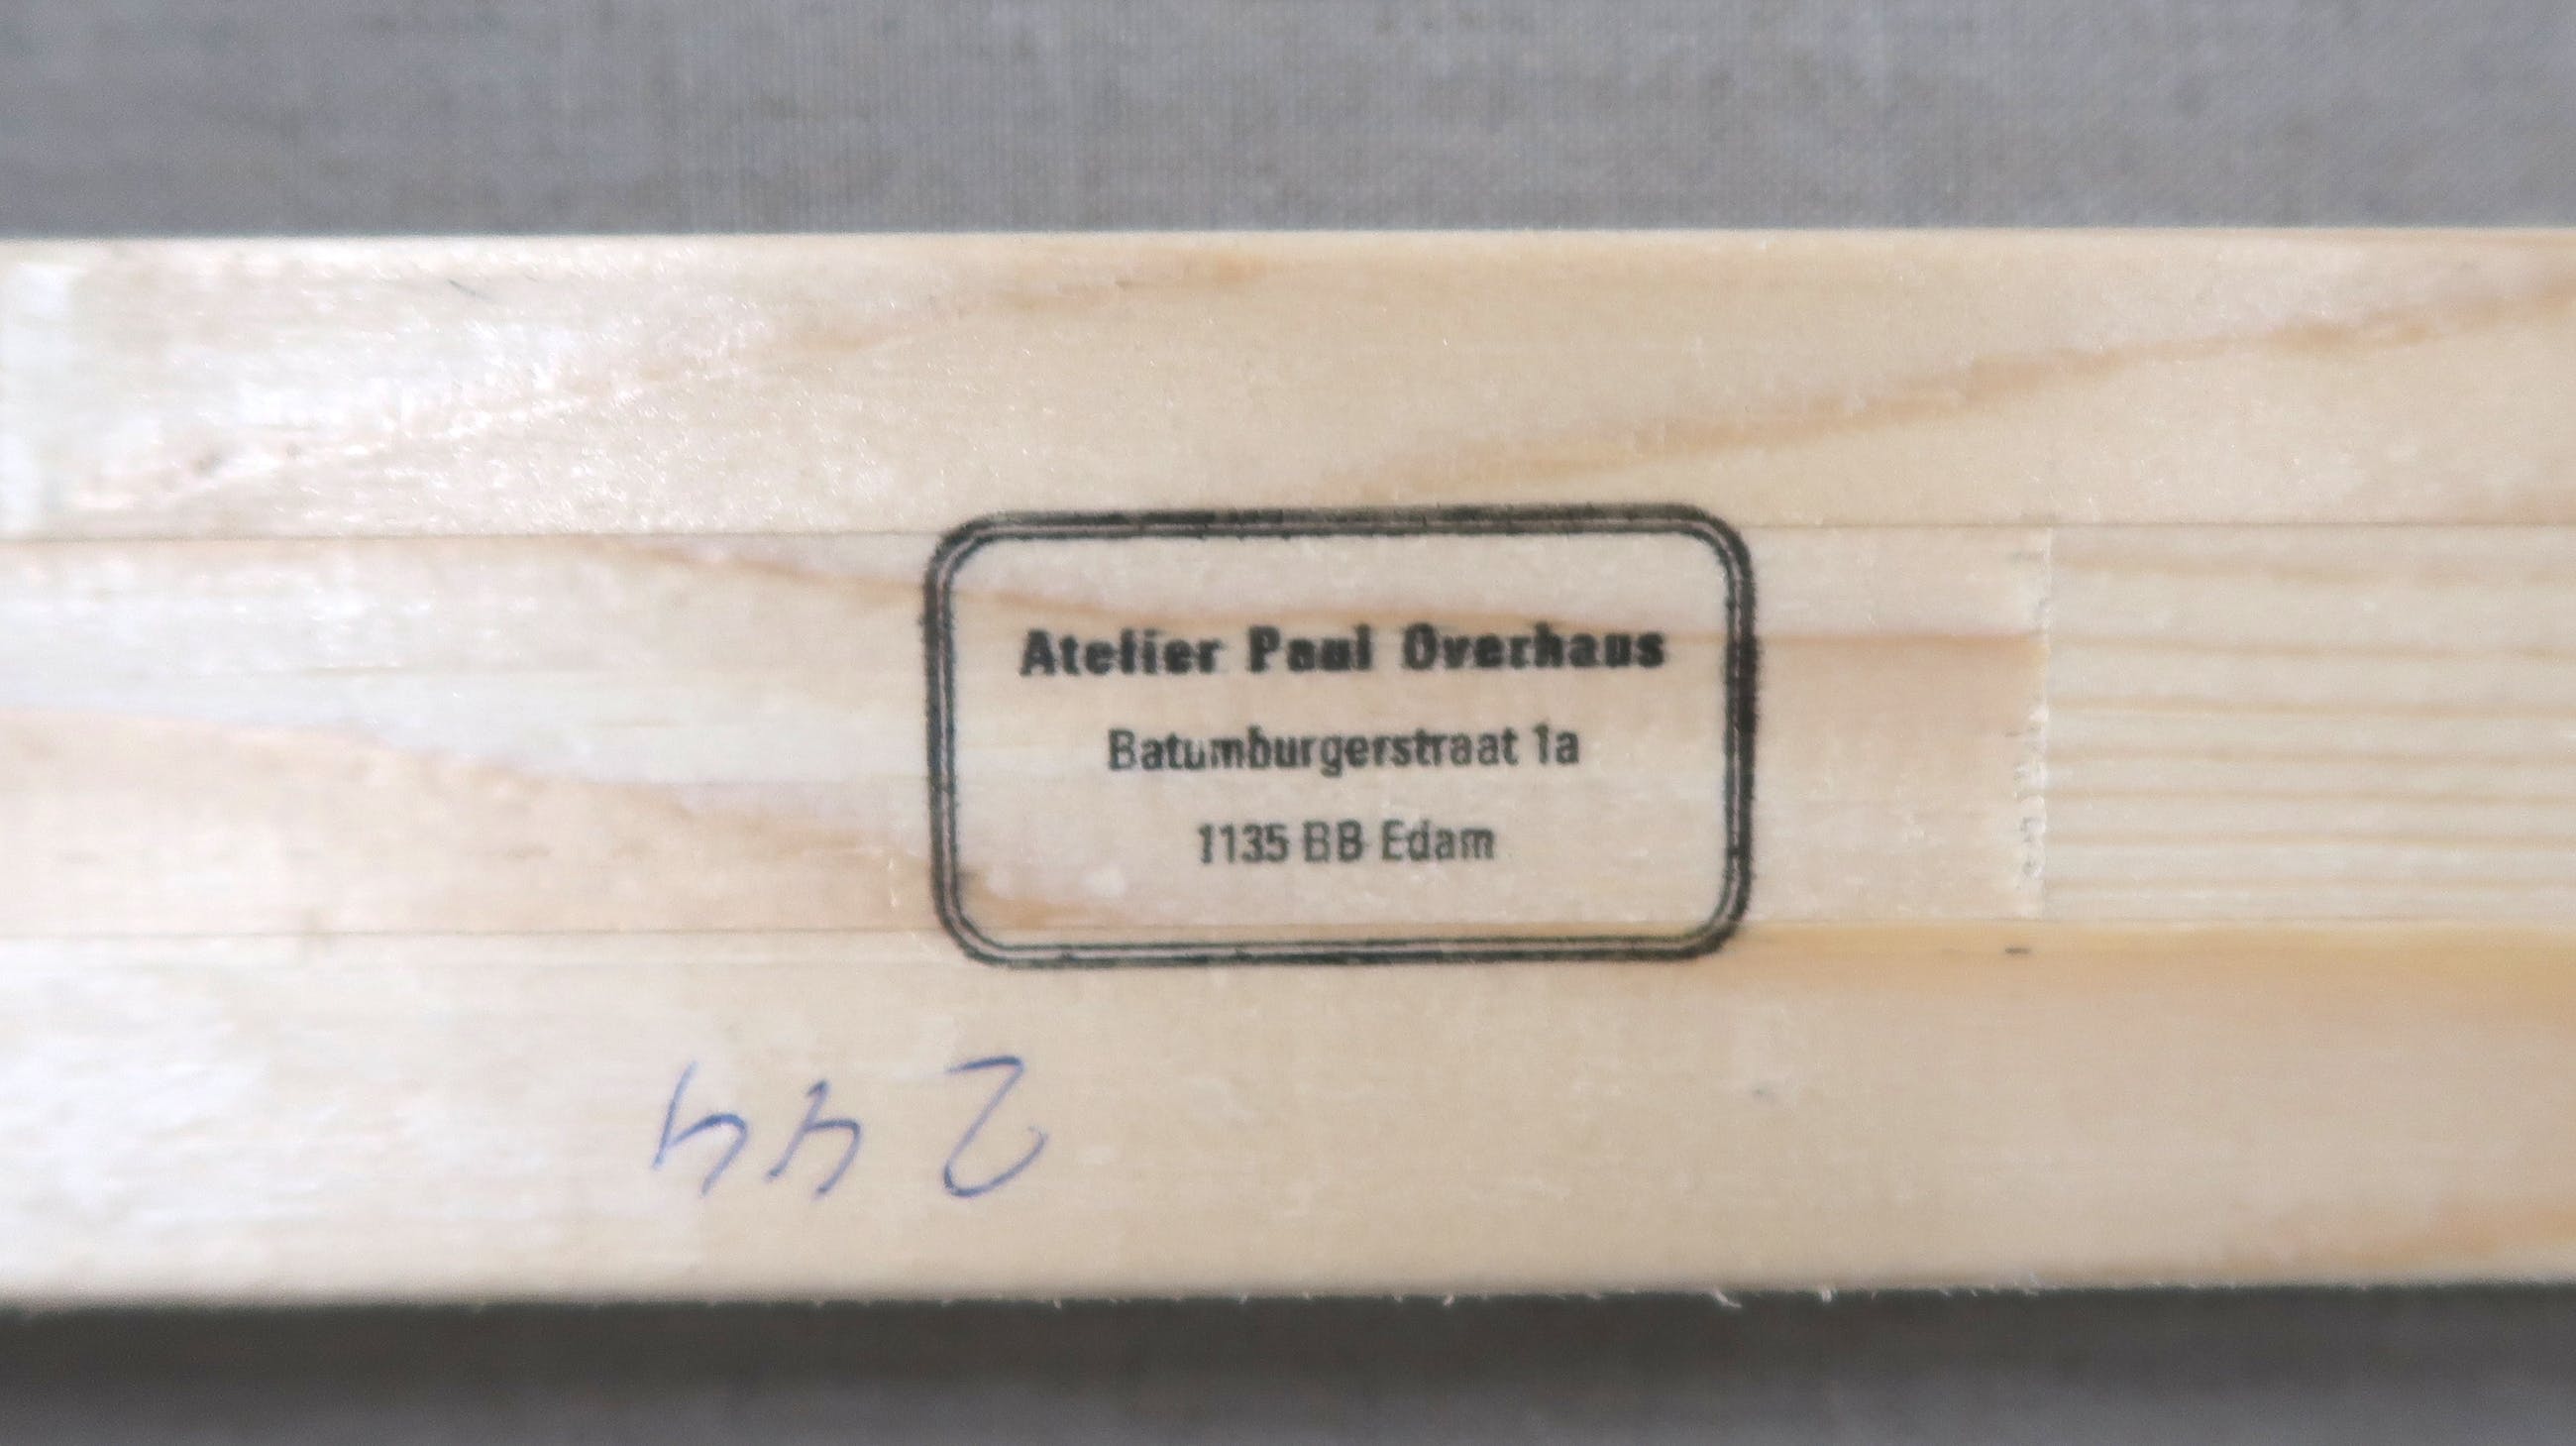 Atelier Paul Overhaus
Batumburgerstraat 1a
1135 BB Edam
244